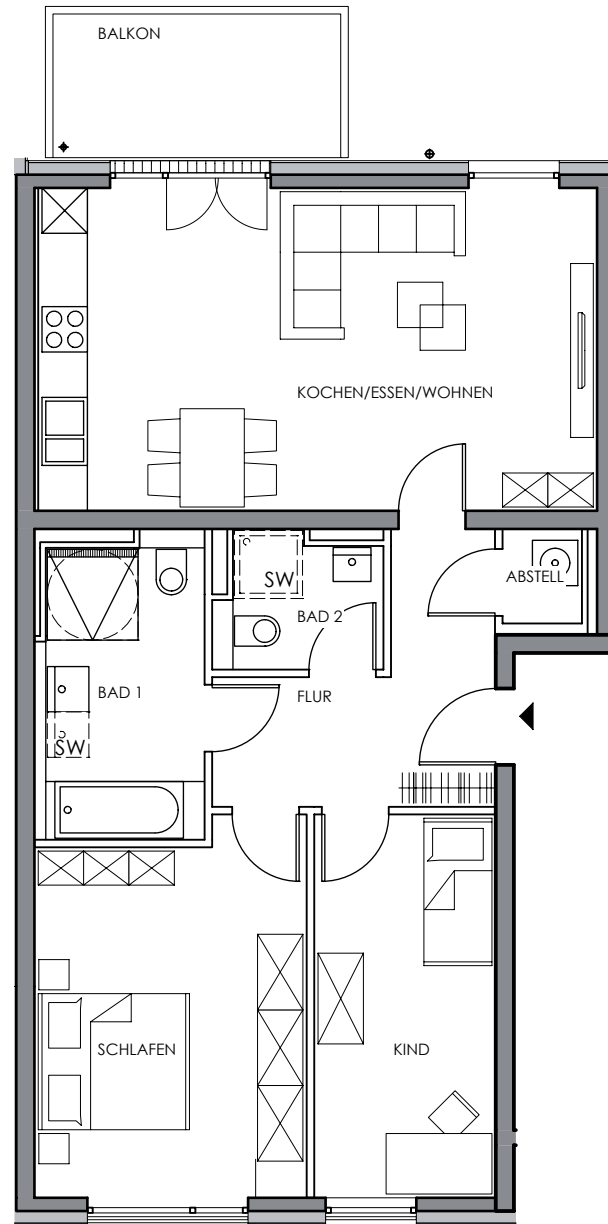 BALKON
KOCHEN/ESSEN/WOHNEN
ABSTELL
SW
BAD 2
BAD 1
FLUR
SW
SCHLAFEN
KIND